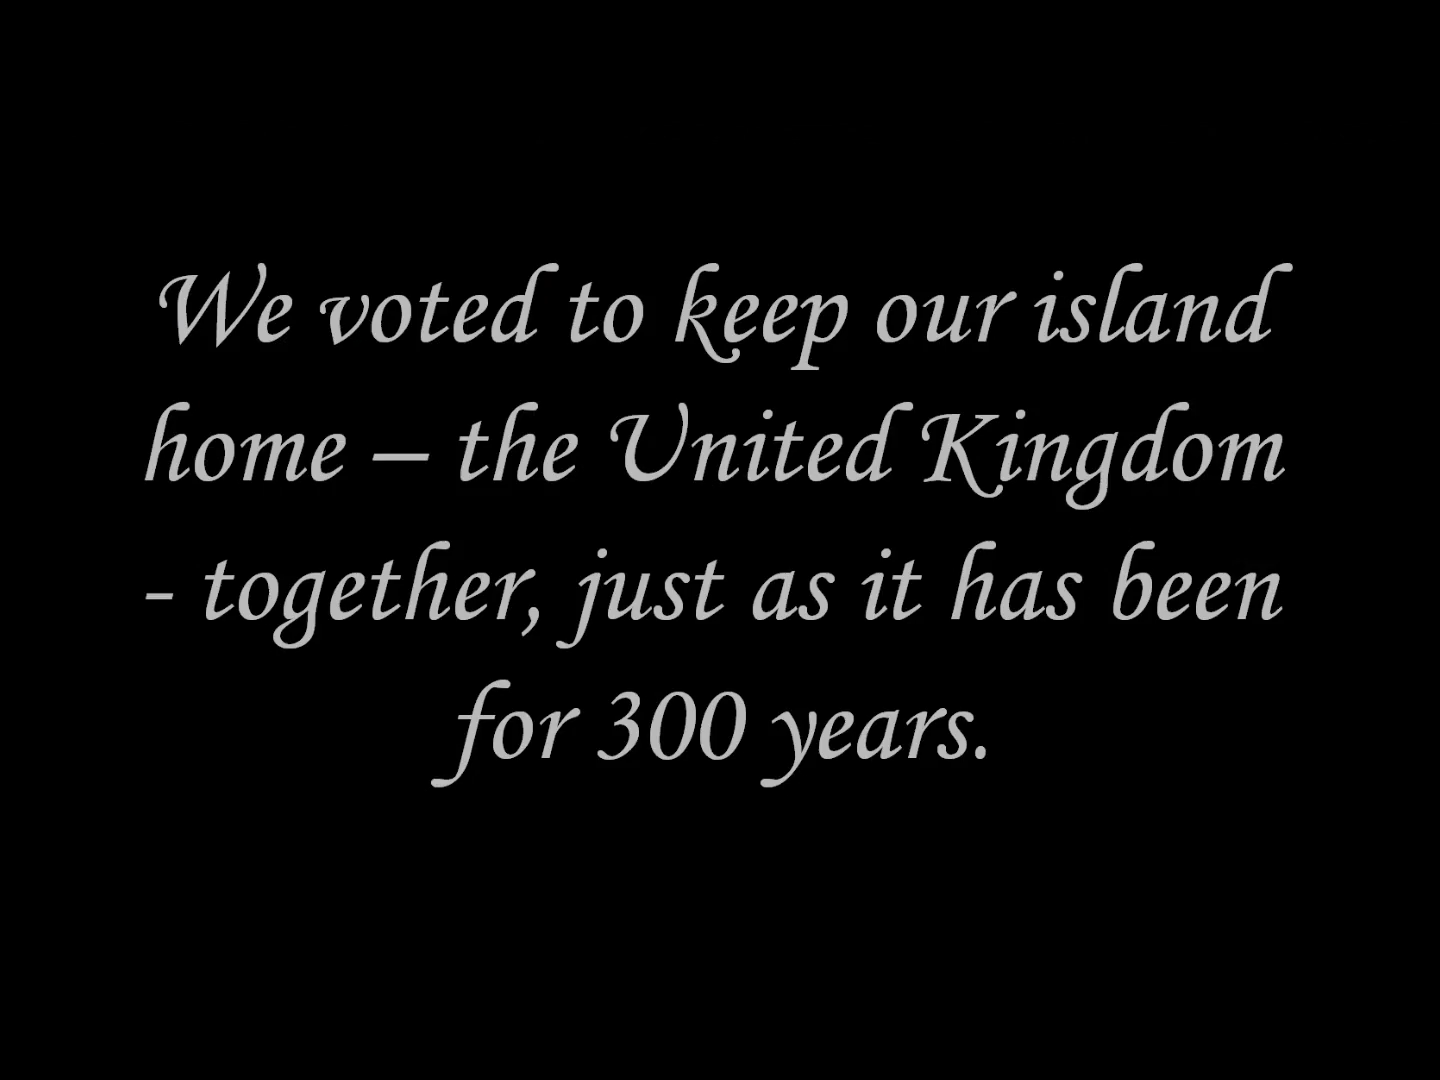 We voted to keep our island
home – the United Kingdom
- together, just as it has been
for 300 years.